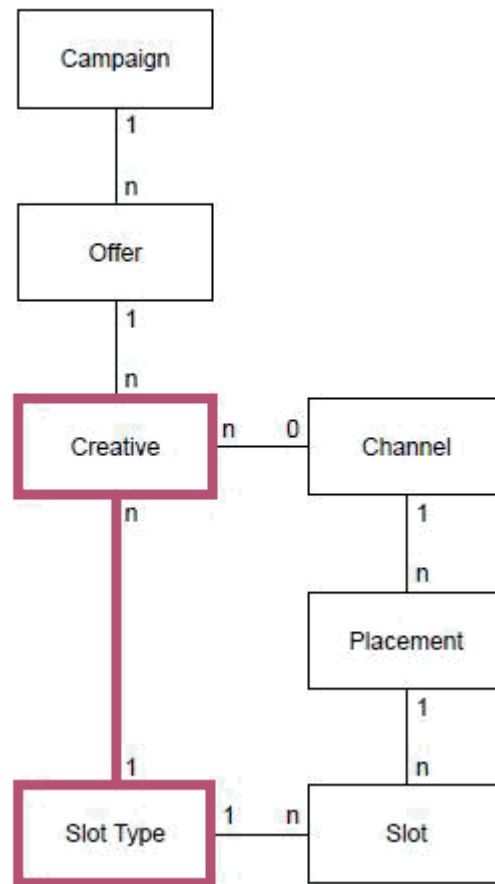 Campaign
1
n
Offer
1
n
Creative
n 0
Channel
n
1
n
Placement
1
1
n
Slot Type
1 n
Slot